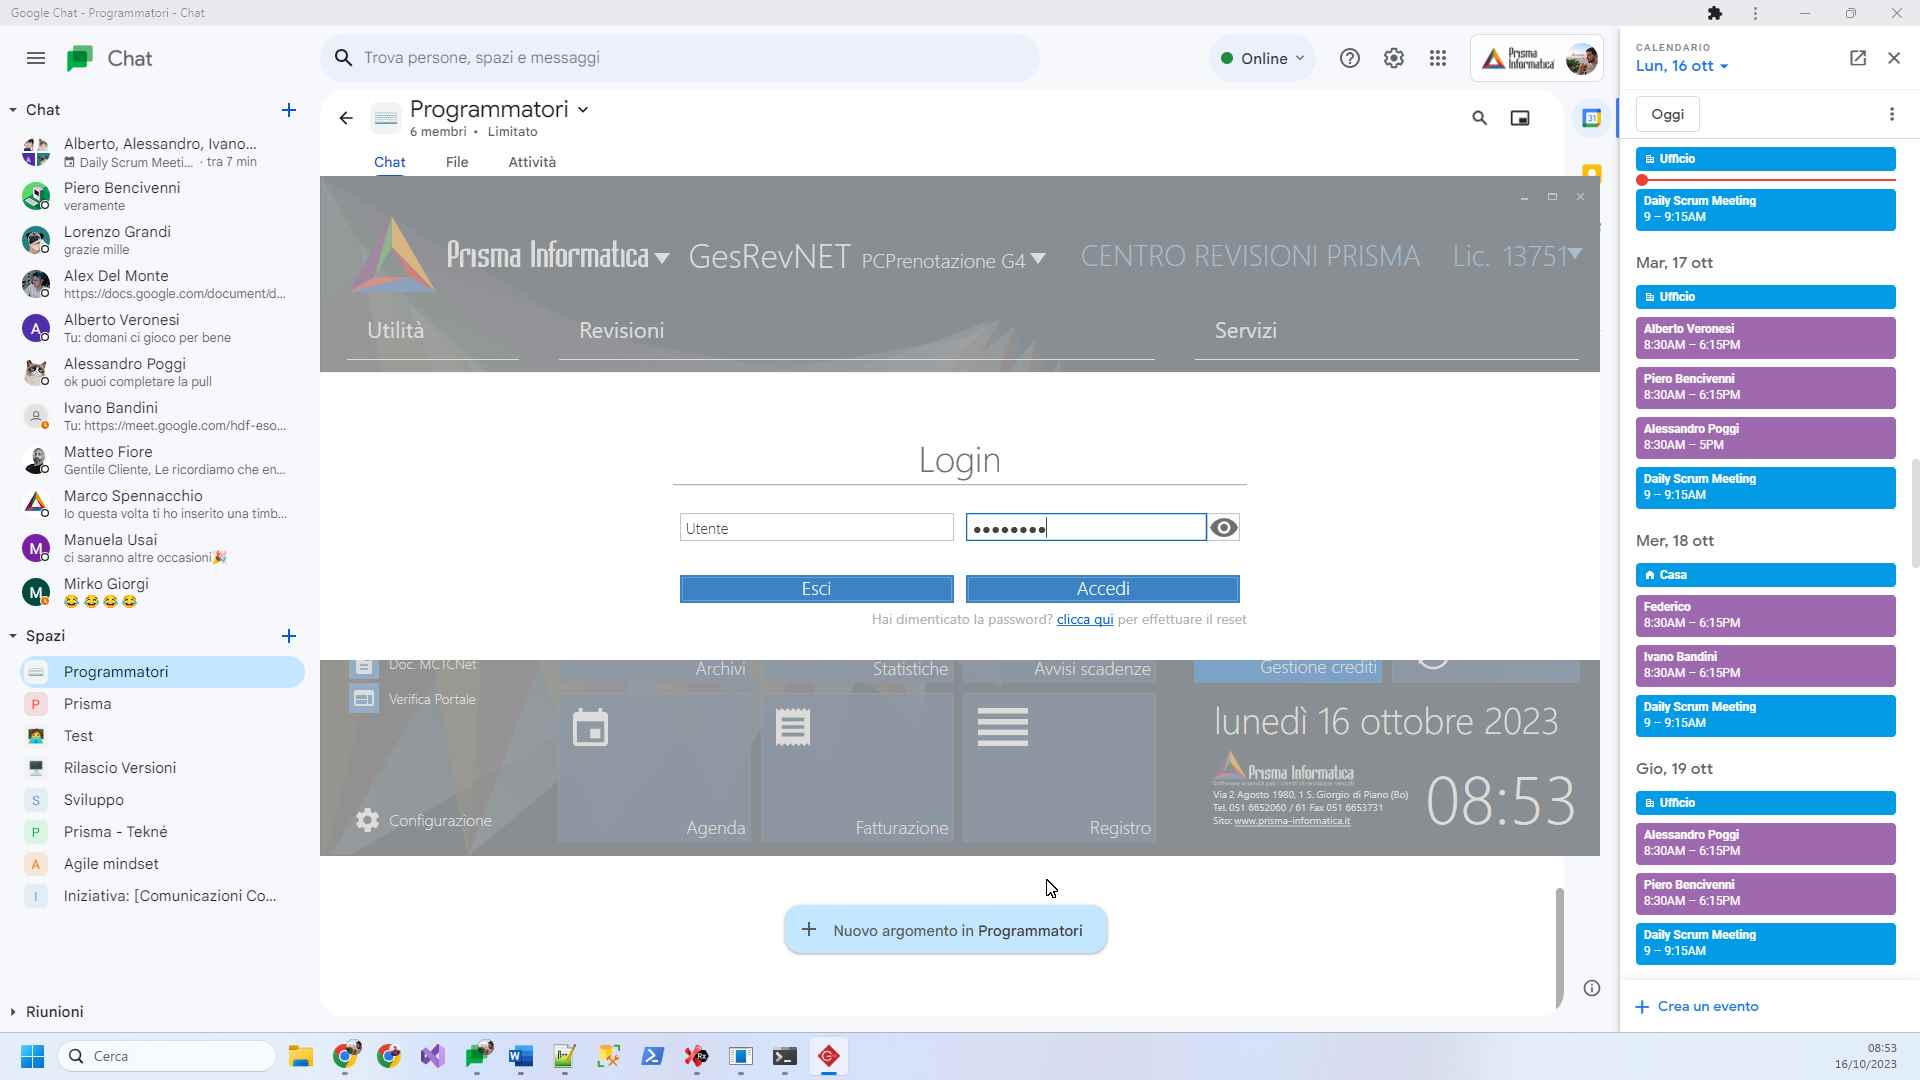 Google Chat - Programmatori - Chat
Chat
Trova persone, spazi e messaggi
Online
Prisma Informatica
Chat
Alberto, Alessandro, Ivano...
Daily Scrum Meeti... · tra 7 min
Piero Bencivenni
veramente
Lorenzo Grandi
grazie mille
Alex Del Monte
https://docs.google.com/document/d...
Alberto Veronesi
Tu: domani ci gioco per bene
Alessandro Poggi
ok puoi completare la pull
Ivano Bandini
Tu: https://meet.google.com/hdf-eso...
Matteo Fiore
Gentile Cliente, Le ricordiamo che en...
Marco Spennacchio
Io questa volta ti ho inserito una timb...
Manuela Usai
ci saranno altre occasioni🎉
Mirko Giorgi
😂 😂 😂 😂
Spazi
Programmatori
Prisma
Test
Rilascio Versioni
Sviluppo
Prisma - Tekné
Agile mindset
Iniziativa: [Comunicazioni Co...
Riunioni
Programmatori
6 membri • Limitato
Chat File Attività
Prisma Informatica GesRevNET PCPrenotazione G4 CENTRO REVISIONI PRISMA Lic. 13751
Utilità Revisioni Servizi
Login
Utente ●●●●●●●●
Esci Accedi
Hai dimenticato la password? clicca qui per effettuare il reset
Doc. MCTCNet Archivi Statistiche Avvisi scadenze Gestione crediti
Verifica Portale
Configurazione
Agenda Fatturazione Registro
lunedì 16 ottobre 2023
Prisma Informatica
Via 2 Agosto 1980, 1 S. Giorgio di Piano (Bo)
Tel. 051 6652060 / 61 Fax 051 6653731
Sito: www.prisma-informatica.it
08:53
Nuovo argomento in Programmatori
CALENDARIO
Lun, 16 ott
Oggi
Ufficio
Daily Scrum Meeting
9 – 9:15AM
Mar, 17 ott
Ufficio
Alberto Veronesi
8:30AM – 6:15PM
Piero Bencivenni
8:30AM – 6:15PM
Alessandro Poggi
8:30AM – 5PM
Daily Scrum Meeting
9 – 9:15AM
Mer, 18 ott
Casa
Federico
8:30AM – 6:15PM
Ivano Bandini
8:30AM – 6:15PM
Daily Scrum Meeting
9 – 9:15AM
Gio, 19 ott
Ufficio
Alessandro Poggi
8:30AM – 6:15PM
Piero Bencivenni
8:30AM – 6:15PM
Daily Scrum Meeting
9 – 9:15AM
Crea un evento
Cerca
08:53
16/10/2023